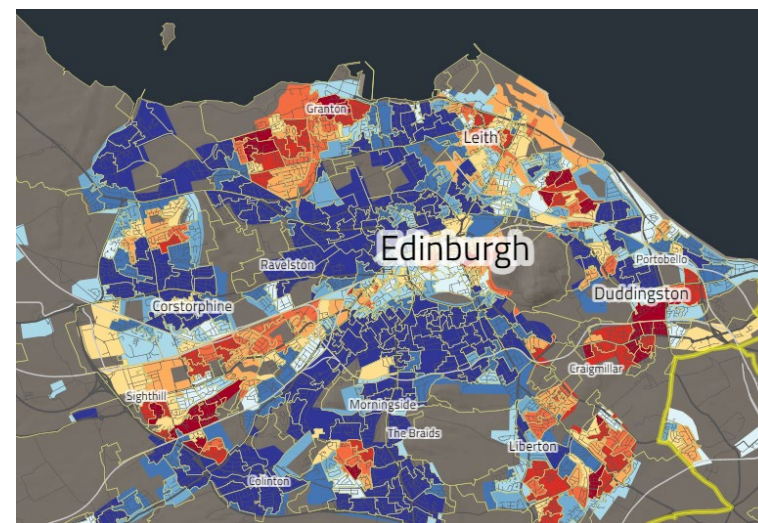 Granton
Leith
Edinburgh
Ravelston
Portobello
Corstorphine
Duddingston
Craigmillar
Sighthill
Morningside
The Braids
Liberton
Colinton